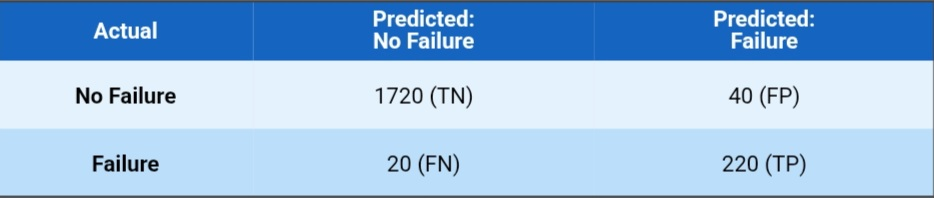 Actual
Predicted:
No Failure
Predicted:
Failure
No Failure
1720 (TN)
40 (FP)
Failure
20 (FN)
220 (TP)